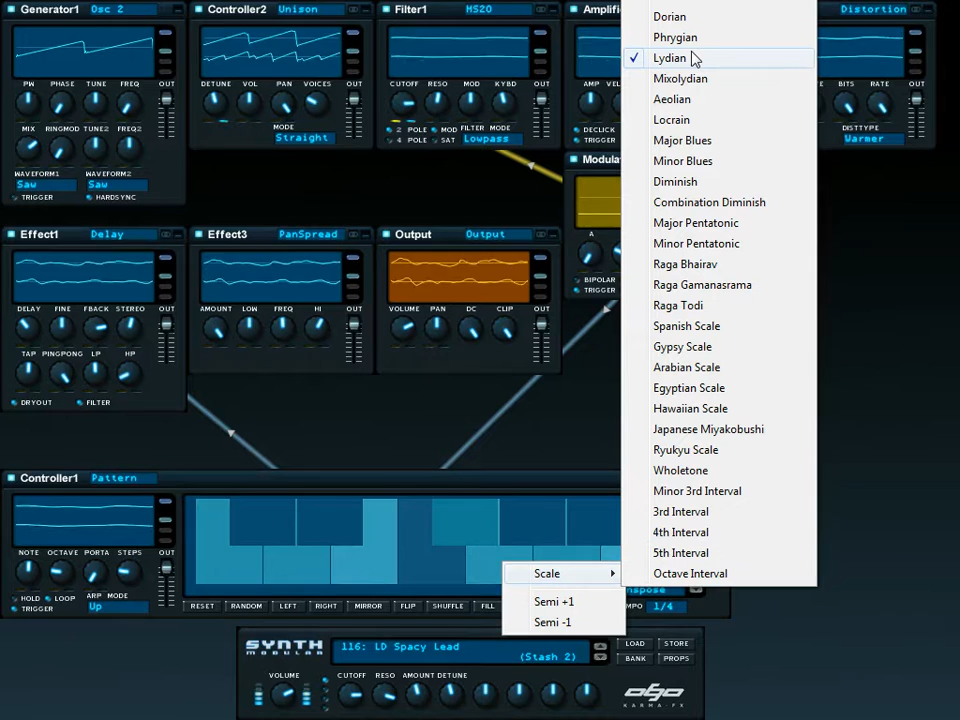 Generator1 Osc 2
PW PHASE TUNE FREQ
OUT
MIX RINGMOD TUNE2 FREQ2
WAVEFORM1 WAVEFORM2
Saw Saw
TRIGGER HARDSYNC
Controller2 Unison
DETUNE AMT PAN VOICES
OUT
MODE
Straight
Filter1 HS20
CUTOFF RESO MOD KYBD
OUT
2 POLE MOD FILTER MODE
4 POLE SAT Lowpass
Amplifi
AMP VEL
DECLICK
TRIGGER
Distortion
BITS RATE
OUT
DISTTYPE
Warmer
Modulat
A
BIPOLAR
TRIGGER
Effect1 Delay
DELAY FINE FBACK STEREO
OUT
TAP PINGPONG LP HP
DRYOUT FILTER
Effect3 PanSpread
AMOUNT LOW FREQ HI
OUT
Output Output
VOLUME PAN DC CLIP
OUT
Dorian
Phrygian
Lydian
Mixolydian
Aeolian
Locrain
Major Blues
Minor Blues
Diminish
Combination Diminish
Major Pentatonic
Minor Pentatonic
Raga Bhairav
Raga Gamanasrama
Raga Todi
Spanish Scale
Gypsy Scale
Arabian Scale
Egyptian Scale
Hawaiian Scale
Japanese Miyakobushi
Ryukyu Scale
Wholetone
Minor 3rd Interval
3rd Interval
4th Interval
5th Interval
Octave Interval
Controller1 Pattern
NOTE OCTAVE PORTA STEPS
OUT
HOLD LOOP ARP MODE
TRIGGER Up
RESET RANDOM LEFT RIGHT MIRROR FLIP SHUFFLE FILL
nspose
MPO 1/4
Scale
Semi +1
Semi -1
SYNTH
MODULAR
116: LD Spacy Lead
(Stash 2)
LOAD STORE
BANK PROPS
VOLUME CUTOFF RESO AMOUNT DETUNE
KARMA-FX